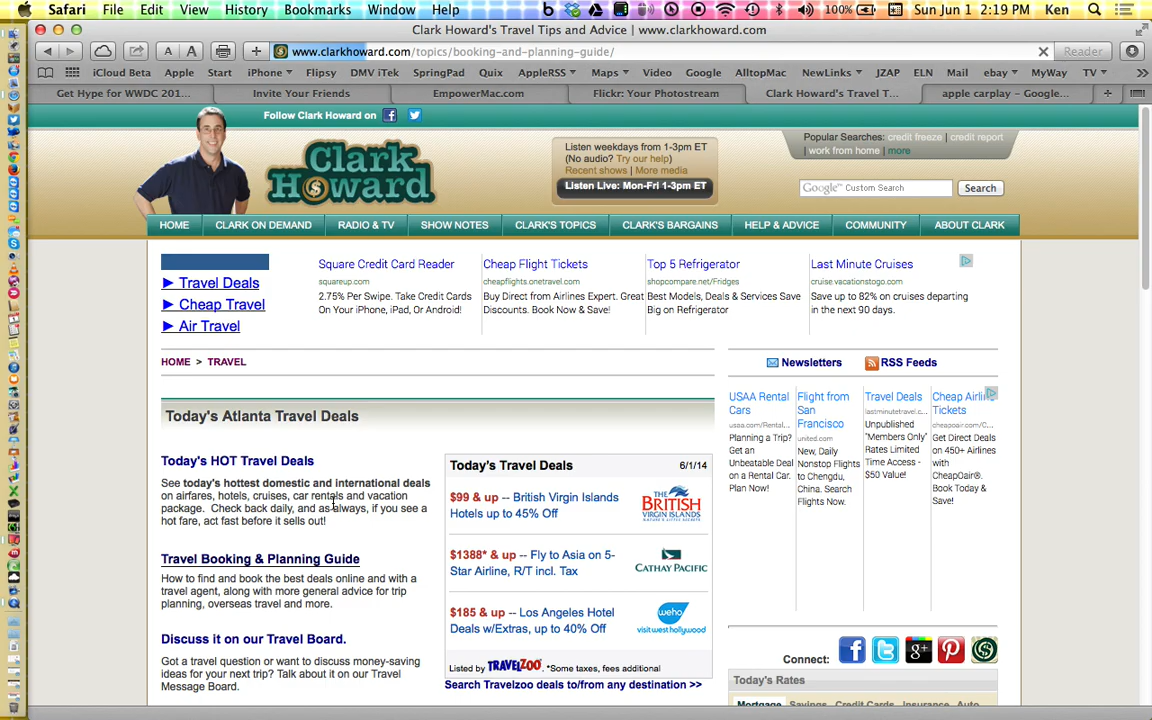 Safari File Edit View History Bookmarks Window Help 100% Sun Jun 1 2:19 PM Ken
Clark Howard's Travel Tips and Advice | www.clarkhoward.com
A A www.clarkhoward.com/topics/booking-and-planning-guide/ Reader
iCloud Beta Apple Start iPhone Flipsy DMV iTek SpringPad Quix AppleRSS Maps Video Google AlltopMac NewLinks JZAP ELN Mail ebay MyWay TV
Get Hype for WWDC 201... Invite Your Friends EmpowerMac.com Flickr: Your Photostream Clark Howard's Travel T... apple carplay – Google...
Follow Clark Howard on
Clark Howard
Listen weekdays from 1-3pm ET
(No audio? Try our help)
Recent shows | More media
Listen Live: Mon-Fri 1-3pm ET
Popular Searches: credit freeze | credit report
| work from home | more
Google™ Custom Search Search
HOME CLARK ON DEMAND RADIO & TV SHOW NOTES CLARK'S TOPICS CLARK'S BARGAINS HELP & ADVICE COMMUNITY ABOUT CLARK
► Travel Deals
► Cheap Travel
► Air Travel
Square Credit Card Reader
squareup.com
2.75% Per Swipe. Take Credit Cards
On Your iPhone, iPad, Or Android!
Cheap Flight Tickets
cheapflights.onetravel.com
Buy Direct from Airlines Expert. Great
Discounts. Book Now & Save!
Top 5 Refrigerator
shopcompare.net/Fridges
Best Models, Deals & Services Save
Big on Refrigerator
Last Minute Cruises
cruise.vacationstogo.com
Save up to 82% on cruises departing
in the next 90 days.
HOME > TRAVEL
Newsletters RSS Feeds
Today's Atlanta Travel Deals
Today's HOT Travel Deals
See today's hottest domestic and international deals
on airfares, hotels, cruises, car rentals and vacation
package. Check back daily, and as always, if you see a
hot fare, act fast before it sells out!
Travel Booking & Planning Guide
How to find and book the best deals online and with a
travel agent, along with more general advice for trip
planning, overseas travel and more.
Discuss it on our Travel Board.
Got a travel question or want to discuss money-saving
ideas for your next trip? Talk about it on our Travel
Message Board.
Today's Travel Deals 6/1/14
$99 & up -- British Virgin Islands
Hotels up to 45% Off
THE BRITISH
VIRGIN ISLANDS
$1388* & up -- Fly to Asia on 5-
Star Airline, R/T incl. Tax
CATHAY PACIFIC
$185 & up -- Los Angeles Hotel
Deals w/Extras, up to 40% Off
weho
visitwesthollywood
Listed by TRAVELZOO *Some taxes, fees additional
Search Travelzoo deals to/from any destination >>
USAA Rental
Cars
usaa.com/Rental...
Planning a Trip?
Get an
Unbeatable Deal
on a Rental Car.
Plan Now!
Flight from
San
Francisco
united.com
New, Daily
Nonstop Flights
to Chengdu,
China. Search
Flights Now.
Travel Deals
lastminutetravel.c...
Unpublished
"Members Only"
Rates Limited
Time Access -
$50 Value!
Cheap Airline
Tickets
cheapoair.com/C...
Get Direct Deals
on 450+ Airlines
with
CheapOair®.
Book Today &
Save!
Connect:
Today's Rates
Mortgage Savings Credit Cards Insurance Auto